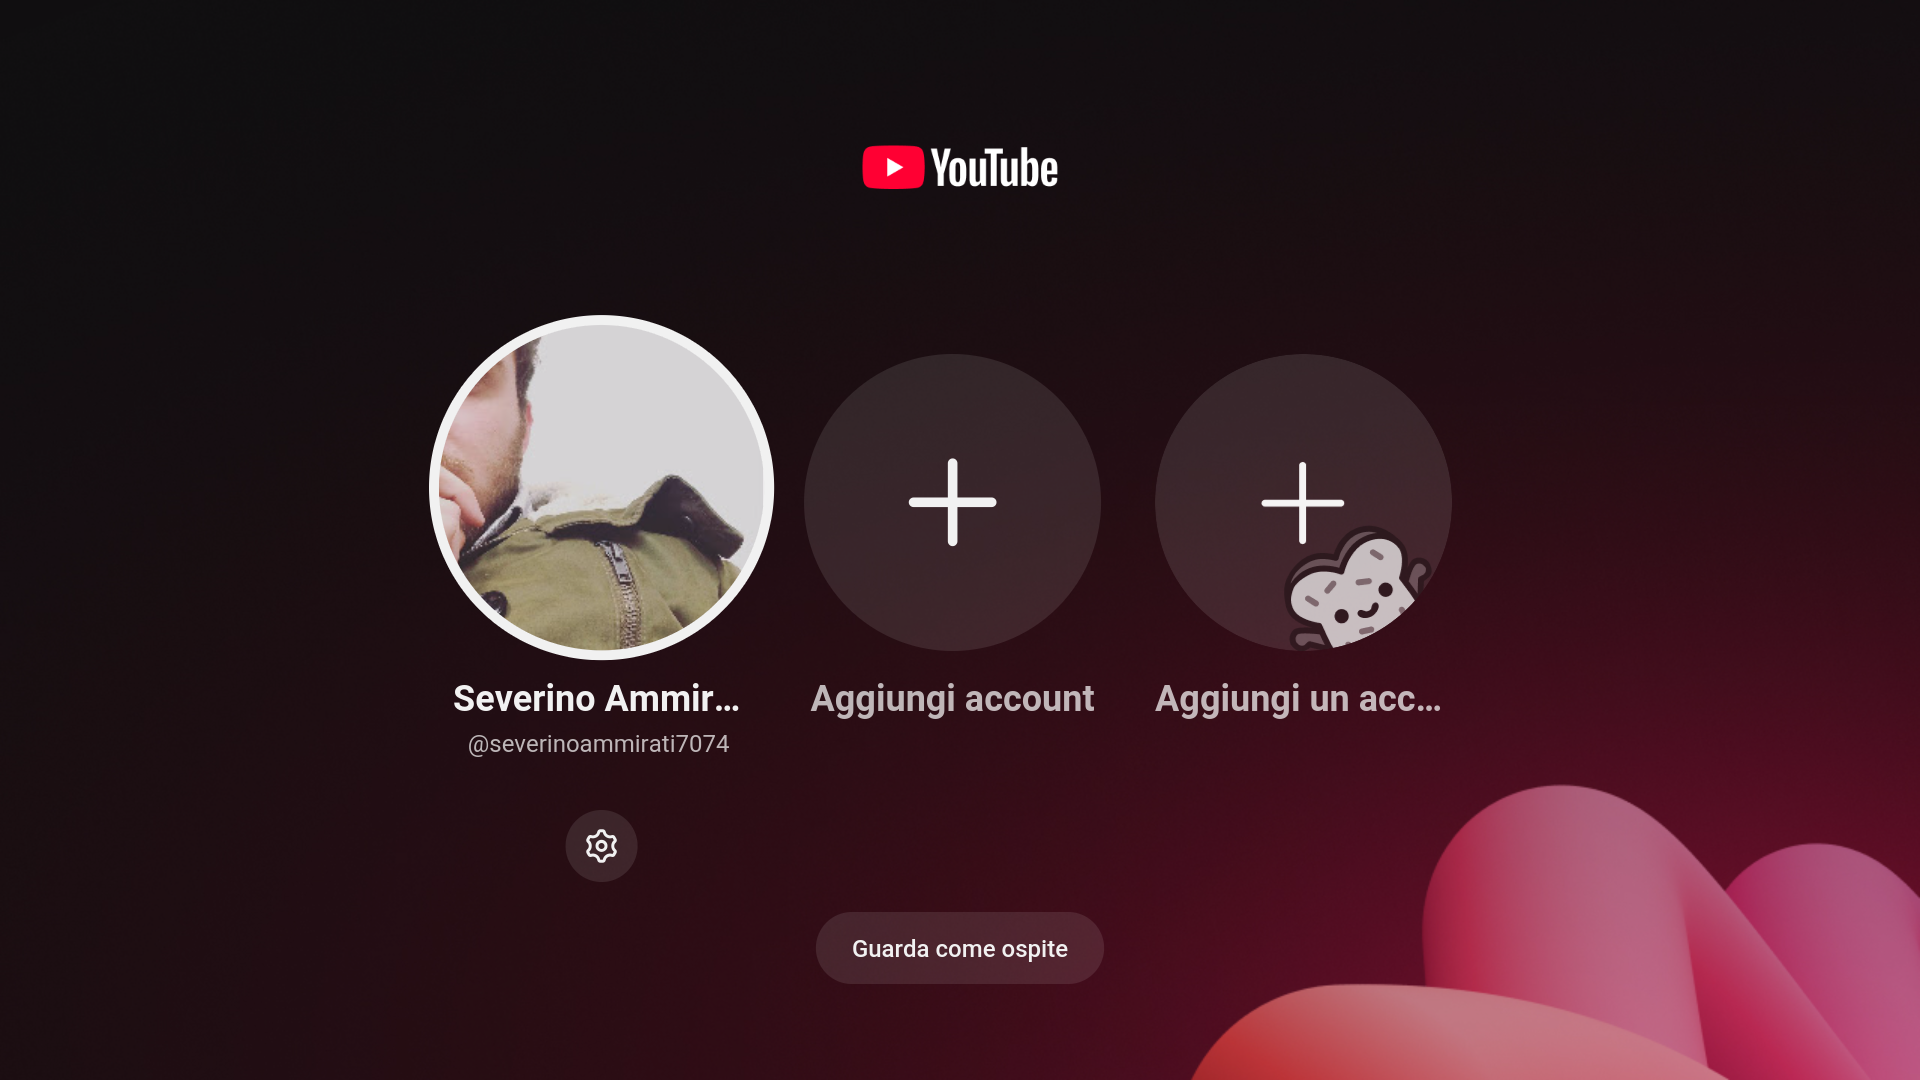 YouTube
Severino Ammir...
Aggiungi account
Aggiungi un acc...
@severinoammirati7074
Guarda come ospite